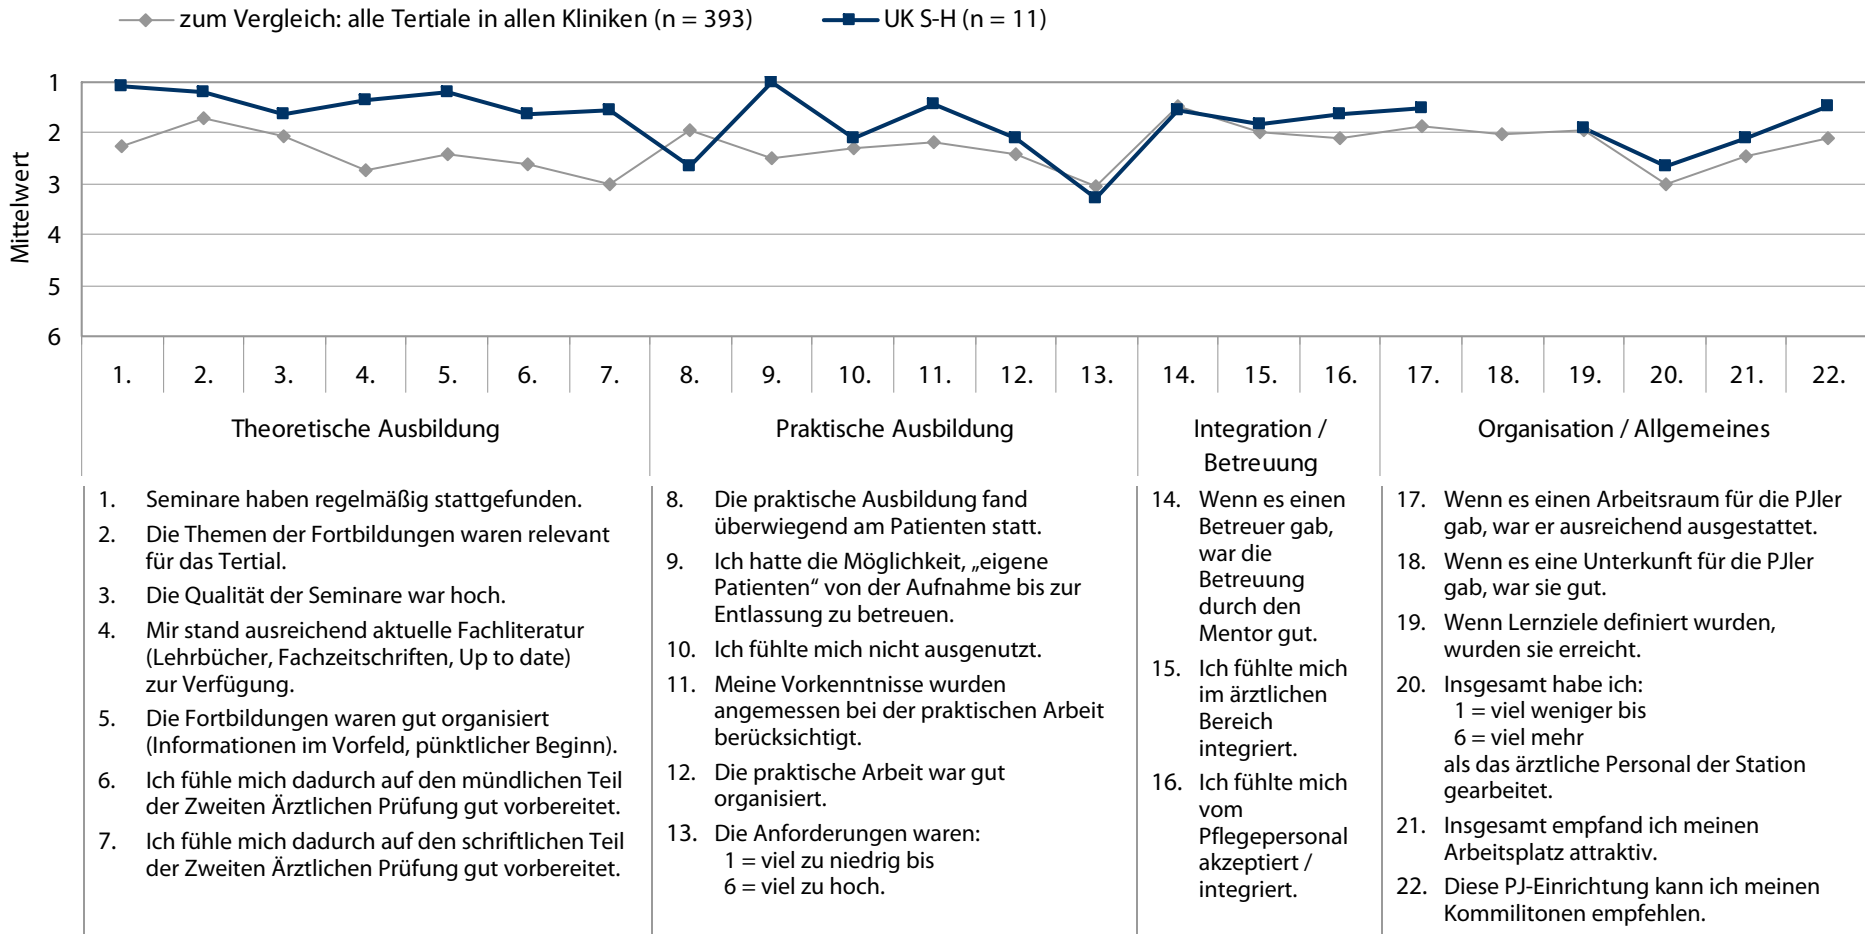 zum Vergleich: alle Tertiale in allen Kliniken (n = 393)
UK S-H (n = 11)
Mittelwert
1
2
3
4
5
6
1. 2. 3. 4. 5. 6. 7. 8. 9. 10. 11. 12. 13. 14. 15. 16. 17. 18. 19. 20. 21. 22.
Theoretische Ausbildung
Praktische Ausbildung
Integration /
Betreuung
Organisation / Allgemeines
1. Seminare haben regelmäßig stattgefunden.
2. Die Themen der Fortbildungen waren relevant
für das Tertial.
3. Die Qualität der Seminare war hoch.
4. Mir stand ausreichend aktuelle Fachliteratur
(Lehrbücher, Fachzeitschriften, Up to date)
zur Verfügung.
5. Die Fortbildungen waren gut organisiert
(Informationen im Vorfeld, pünktlicher Beginn).
6. Ich fühle mich dadurch auf den mündlichen Teil
der Zweiten Ärztlichen Prüfung gut vorbereitet.
7. Ich fühle mich dadurch auf den schriftlichen Teil
der Zweiten Ärztlichen Prüfung gut vorbereitet.
8. Die praktische Ausbildung fand
überwiegend am Patienten statt.
9. Ich hatte die Möglichkeit, „eigene
Patienten“ von der Aufnahme bis zur
Entlassung zu betreuen.
10. Ich fühlte mich nicht ausgenutzt.
11. Meine Vorkenntnisse wurden
angemessen bei der praktischen Arbeit
berücksichtigt.
12. Die praktische Arbeit war gut
organisiert.
13. Die Anforderungen waren:
1 = viel zu niedrig bis
6 = viel zu hoch.
14. Wenn es einen
Betreuer gab,
war die
Betreuung
durch den
Mentor gut.
15. Ich fühlte mich
im ärztlichen
Bereich
integriert.
16. Ich fühlte mich
vom
Pflegepersonal
akzeptiert /
integriert.
17. Wenn es einen Arbeitsraum für die PJler
gab, war er ausreichend ausgestattet.
18. Wenn es eine Unterkunft für die PJler
gab, war sie gut.
19. Wenn Lernziele definiert wurden,
wurden sie erreicht.
20. Insgesamt habe ich:
1 = viel weniger bis
6 = viel mehr
als das ärztliche Personal der Station
gearbeitet.
21. Insgesamt empfand ich meinen
Arbeitsplatz attraktiv.
22. Diese PJ-Einrichtung kann ich meinen
Kommilitonen empfehlen.